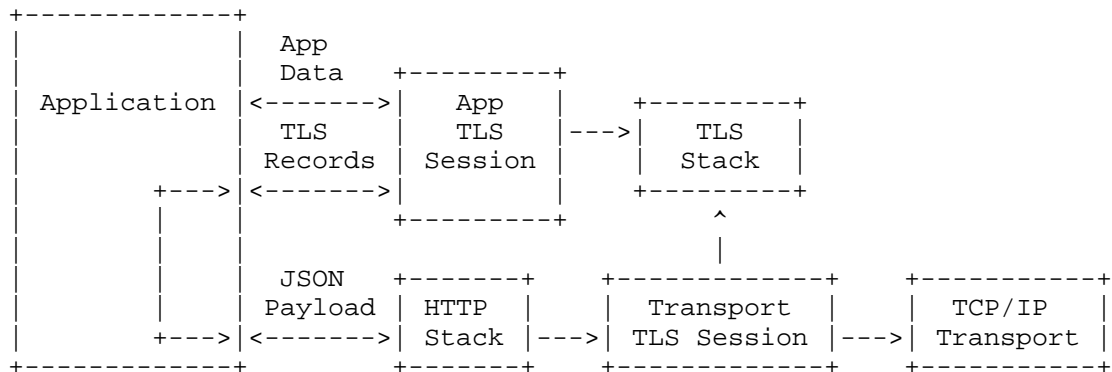 App
Data
Application
App
TLS
Session
TLS
Records
TLS
Stack
JSON
Payload
HTTP
Stack
Transport
TLS Session
TCP/IP
Transport